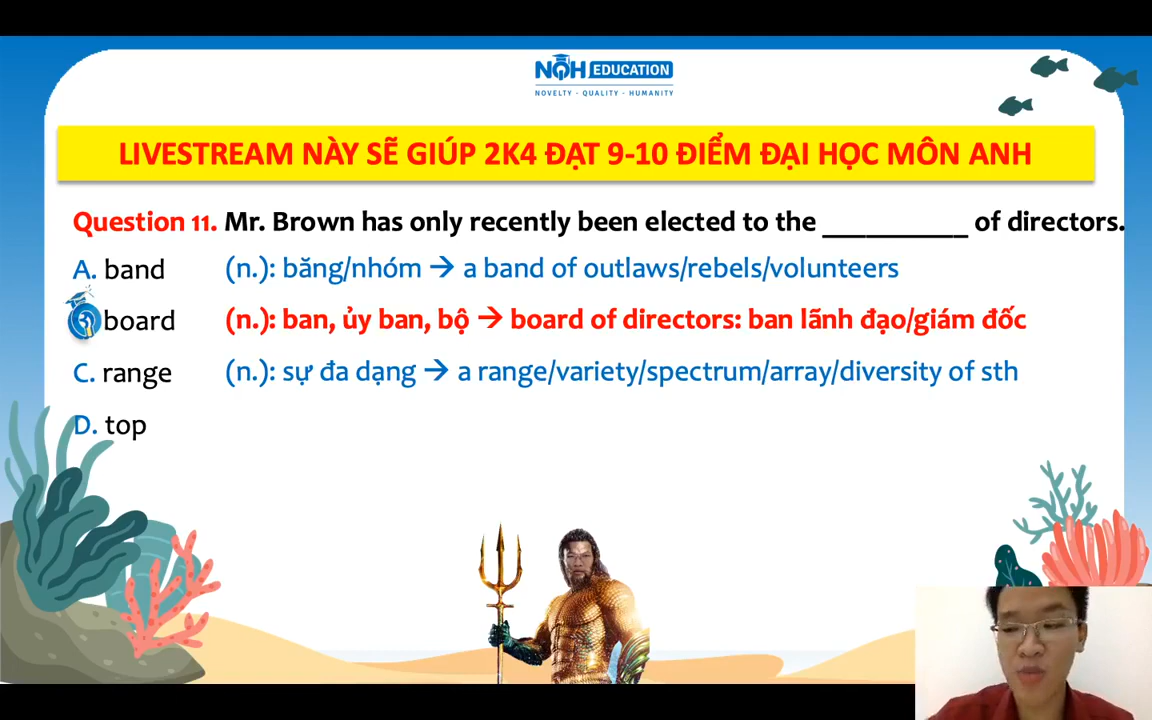 NQH EDUCATION
NOVELTY - QUALITY - HUMANITY
LIVESTREAM NÀY SẼ GIÚP 2K4 ĐẠT 9-10 ĐIỂM ĐẠI HỌC MÔN ANH
Question 11. Mr. Brown has only recently been elected to the __________ of directors.
A. band (n.): băng/nhóm → a band of outlaws/rebels/volunteers
board (n.): ban, ủy ban, bộ → board of directors: ban lãnh đạo/giám đốc
C. range (n.): sự đa dạng → a range/variety/spectrum/array/diversity of sth
D. top